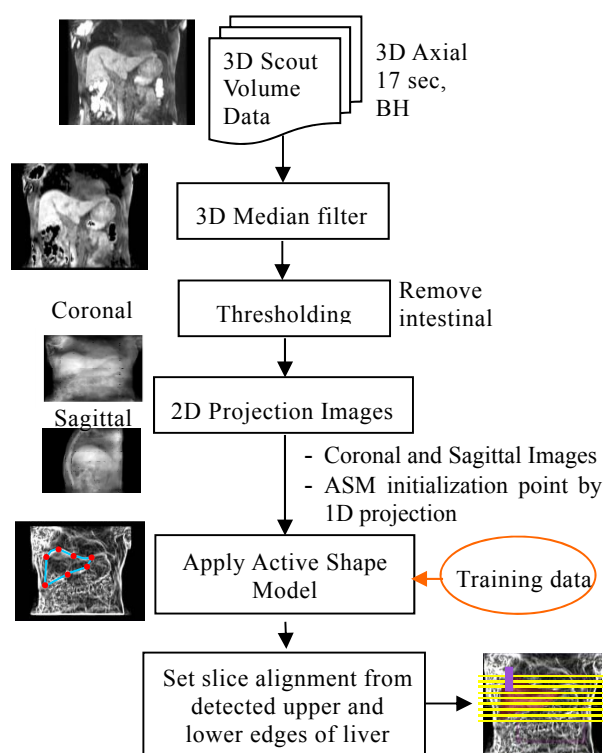 3D Scout
Volume
Data
3D Axial
17 sec,
BH
3D Median filter
Thresholding
Remove
intestinal
Coronal
Sagittal
2D Projection Images
- Coronal and Sagittal Images
- ASM initialization point by
1D projection
Apply Active Shape
Model
Training data
Set slice alignment from
detected upper and
lower edges of liver